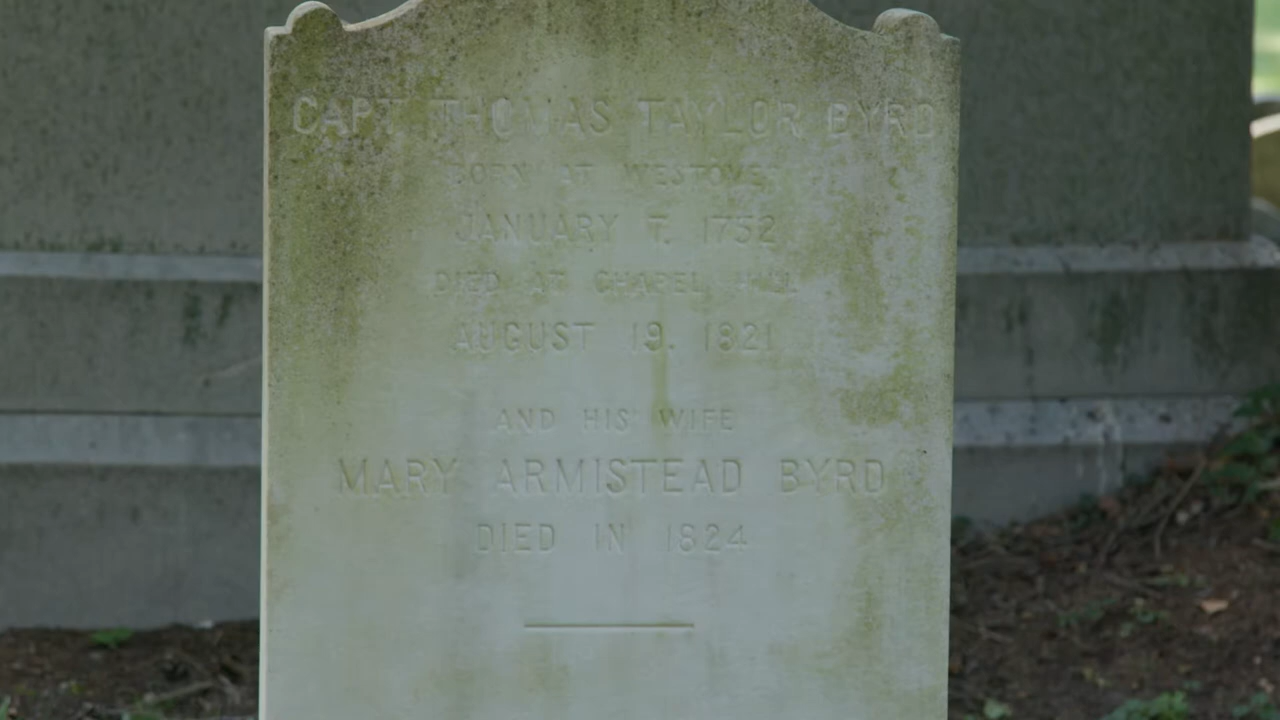 CAPT. THOMAS TAYLOR BYRD
BORN AT WESTOVER
JANUARY 7. 1752
DIED AT CHAPEL HILL
AUGUST 19. 1821
AND HIS WIFE
MARY ARMISTEAD BYRD
DIED IN 1824